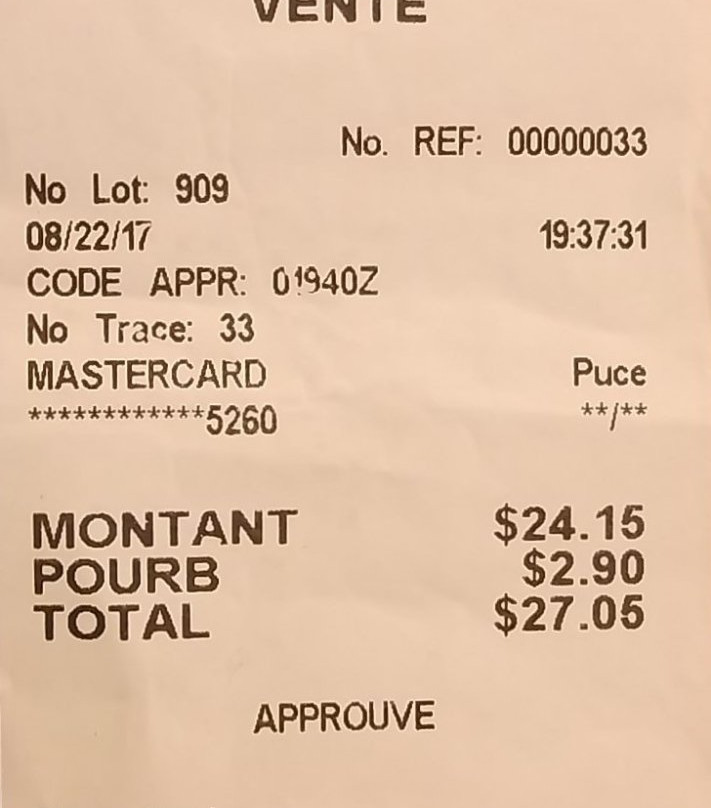 VENTE
No. REF: 00000033
No Lot: 909
08/22/17 19:37:31
CODE APPR: 01940Z
No Trace: 33
MASTERCARD Puce
************5260 **/**
MONTANT $24.15
POURB $2.90
TOTAL $27.05
APPROUVE